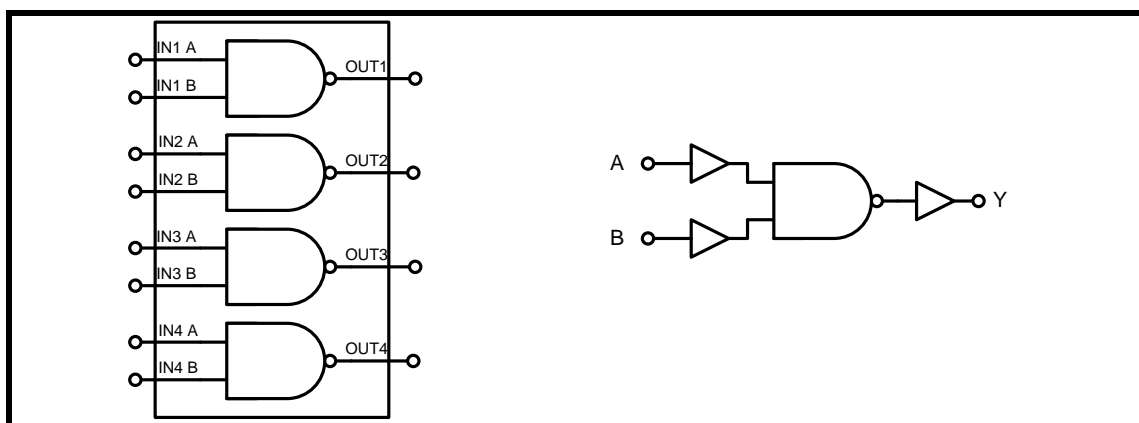 IN1 A
OUT1
IN1 B
IN2 A
OUT2
IN2 B
IN3 A
OUT3
IN3 B
IN4 A
OUT4
IN4 B
A
B
Y